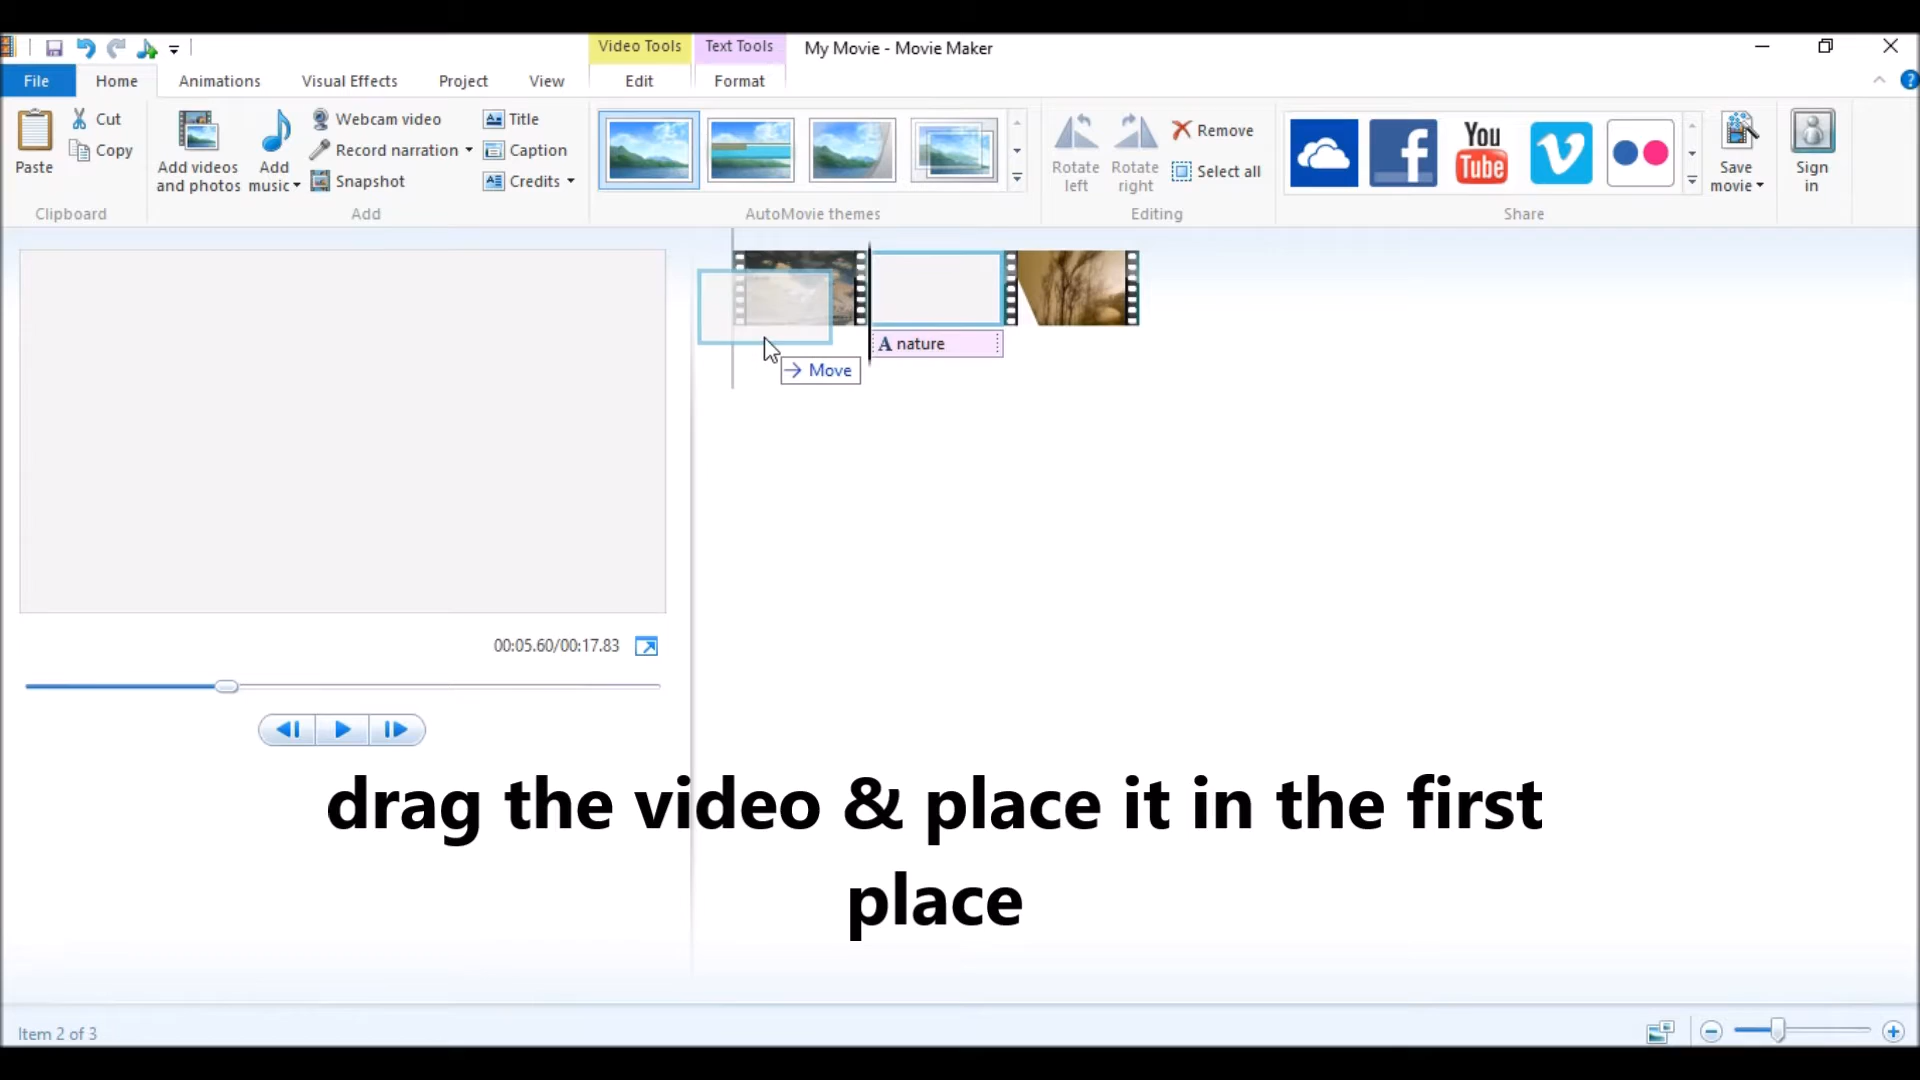 Video Tools
Text Tools
My Movie - Movie Maker
File
Home
Animations
Visual Effects
Project
View
Edit
Format
Paste
Cut
Copy
Clipboard
Add videos
and photos
Add
music
Webcam video
Record narration
Snapshot
Title
Caption
Credits
Add
AutoMovie themes
Rotate
left
Rotate
right
Remove
Select all
Editing
f
You
Tube
V
Share
Save
movie
Sign
in
A nature
Move
00:05.60/00:17.83
drag the video & place it in the first
place
Item 2 of 3